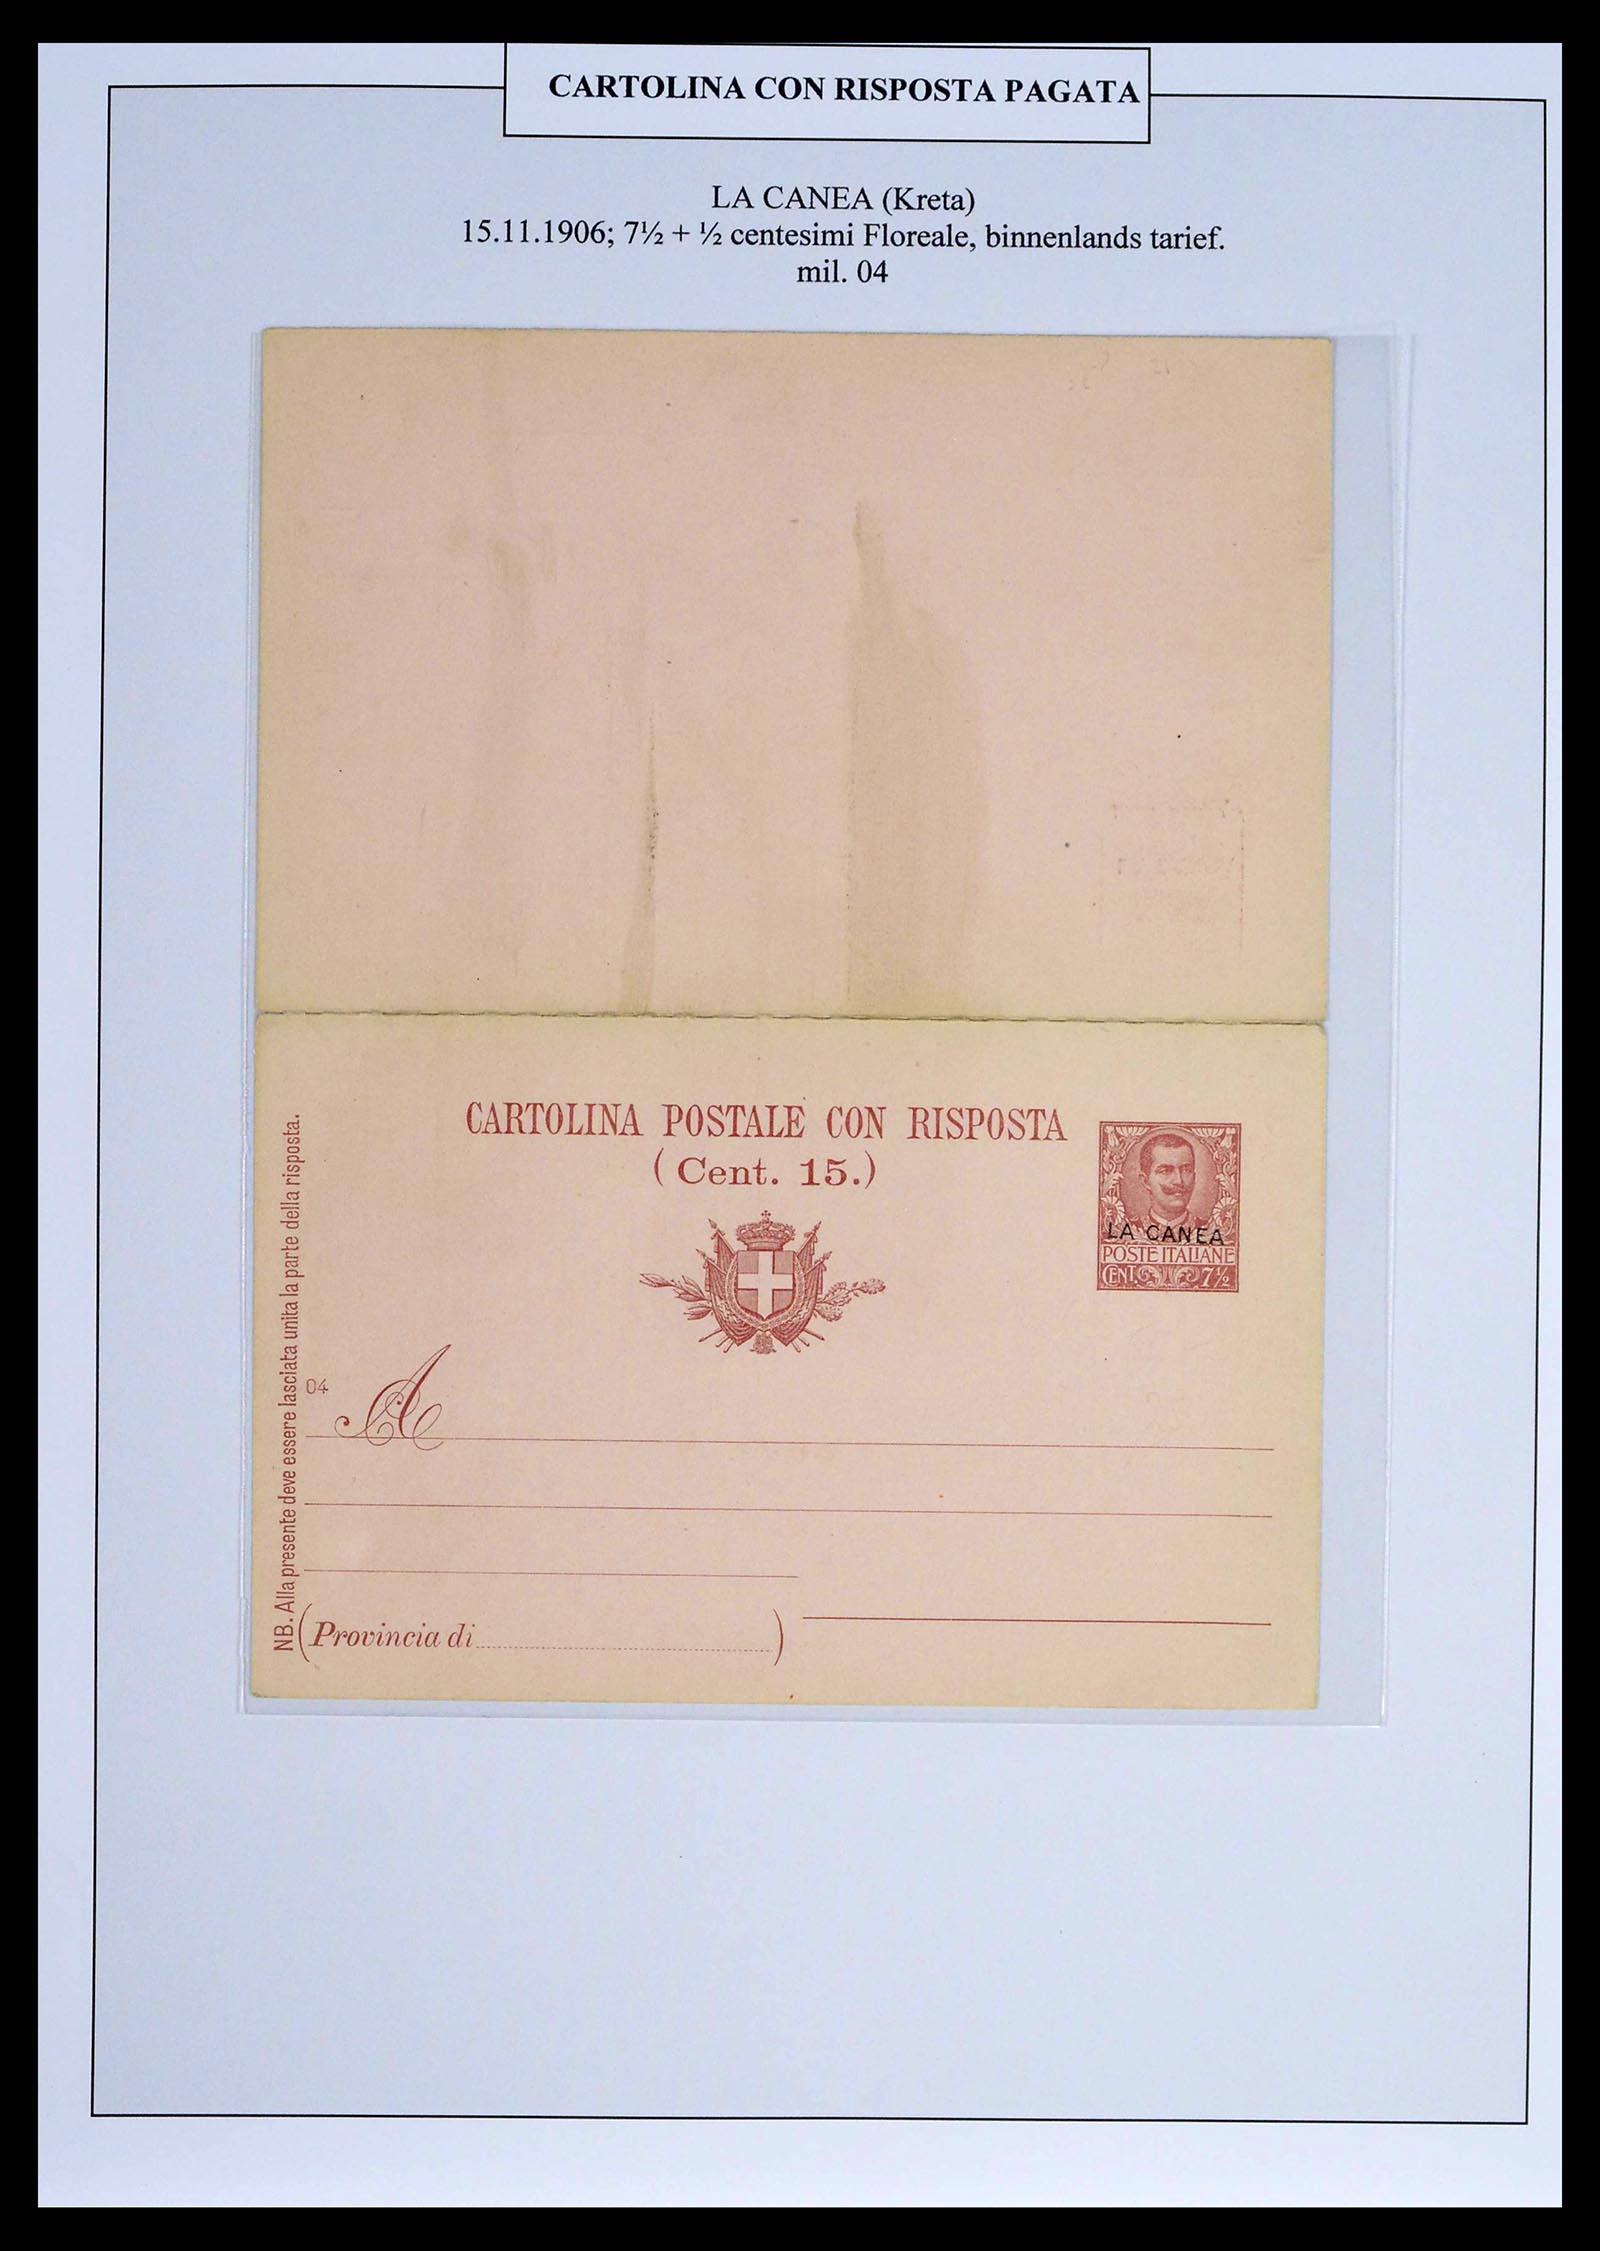 CARTOLINA CON RISPOSTA PAGATA
LA CANEA (Kreta)
15.11.1906; 7½ + ½ centesimi Floreale, binnenlands tarief.
mil. 04
CARTOLINA POSTALE CON RISPOSTA
(Cent. 15.)
LA CANEA
POSTE ITALIANE
CENT. 7½
NB. Alla presente deve essere lasciata unita la parte della risposta.
04
A
(Provincia di)